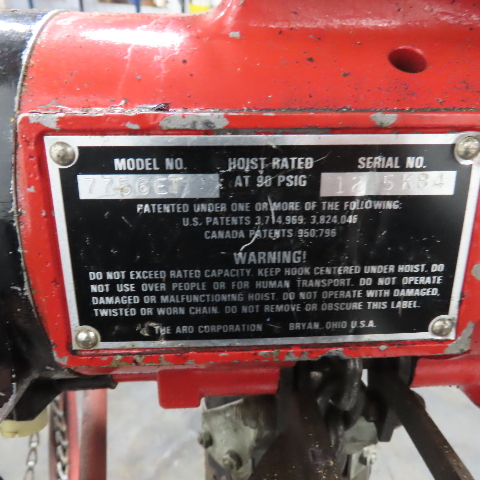 MODEL NO. HOIST RATED SERIAL NO.
AT 90 PSIG
PATENTED UNDER ONE OR MORE OF THE FOLLOWING:
U.S. PATENTS 3,714,969; 3,824,046
CANADA PATENTS 950,796
WARNING!
DO NOT EXCEED RATED CAPACITY. KEEP HOOK CENTERED UNDER HOIST. DO
NOT USE OVER PEOPLE OR FOR HUMAN TRANSPORT. DO NOT OPERATE
DAMAGED OR MALFUNCTIONING HOIST. DO NOT OPERATE WITH DAMAGED,
TWISTED OR WORN CHAIN. DO NOT REMOVE OR OBSCURE THIS LABEL.
THE ARO CORPORATION BRYAN, OHIO U.S.A.